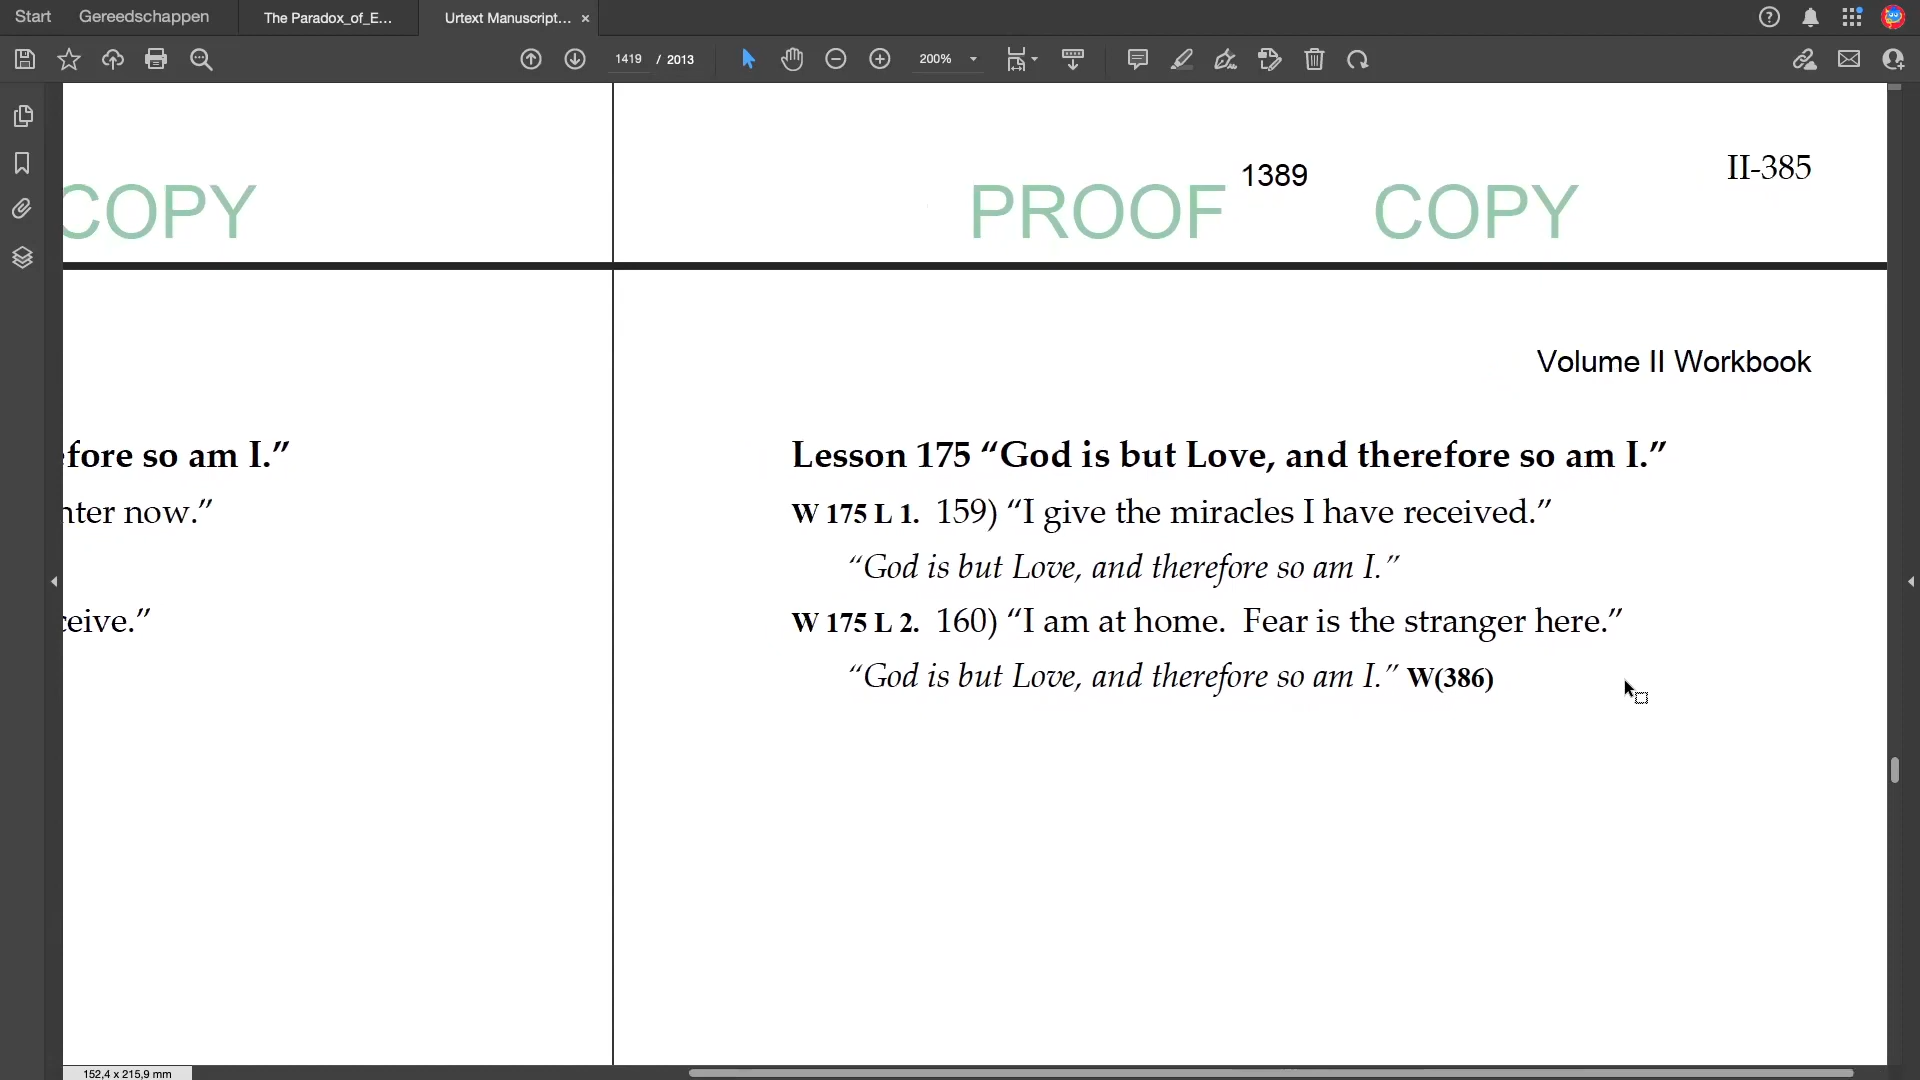 Start Gereedschappen The Paradox_of_E... Urtext Manuscript... ×
1419 / 2013 200%
COPY PROOF 1389 COPY II-385
Volume II Workbook
efore so am I.”
nter now.”
ceive.”
Lesson 175 “God is but Love, and therefore so am I.”
W 175 L 1. 159) “I give the miracles I have received.”
“God is but Love, and therefore so am I.”
W 175 L 2. 160) “I am at home. Fear is the stranger here.”
“God is but Love, and therefore so am I.” W(386)
152,4 x 215,9 mm